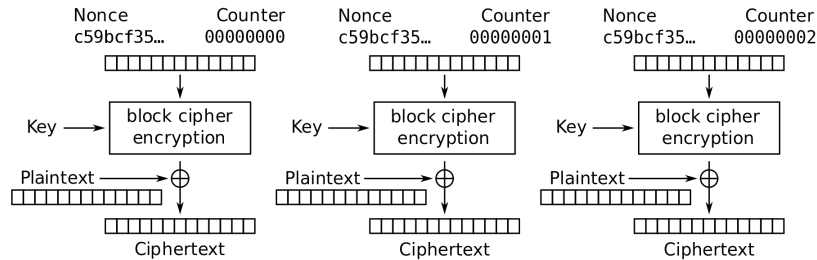 Nonce Counter Nonce Counter Nonce Counter
c59bcf35… 00000000 c59bcf35… 00000001 c59bcf35… 00000002
Key block cipher encryption Key block cipher encryption Key block cipher encryption
Plaintext Plaintext Plaintext
Ciphertext Ciphertext Ciphertext